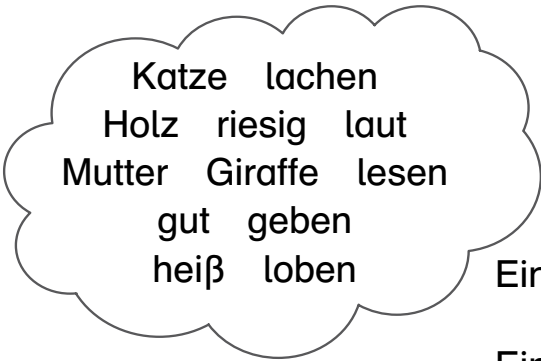 Katze lachen
Holz riesig laut
Mutter Giraffe lesen
gut geben
heiß loben